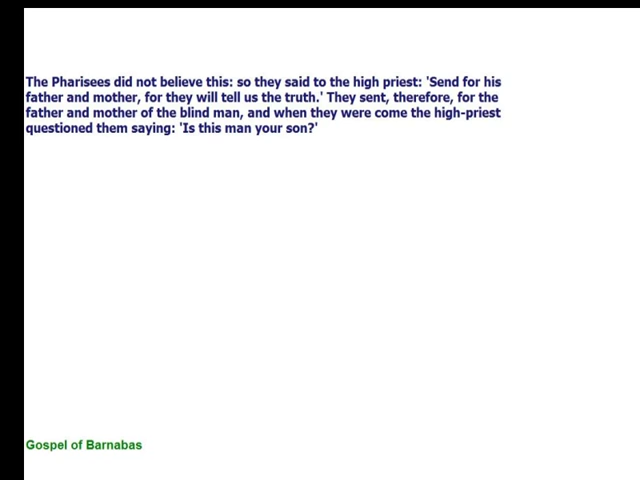 The Pharisees did not believe this: so they said to the high priest: 'Send for his
father and mother, for they will tell us the truth.' They sent, therefore, for the
father and mother of the blind man, and when they were come the high-priest
questioned them saying: 'Is this man your son?'
Gospel of Barnabas